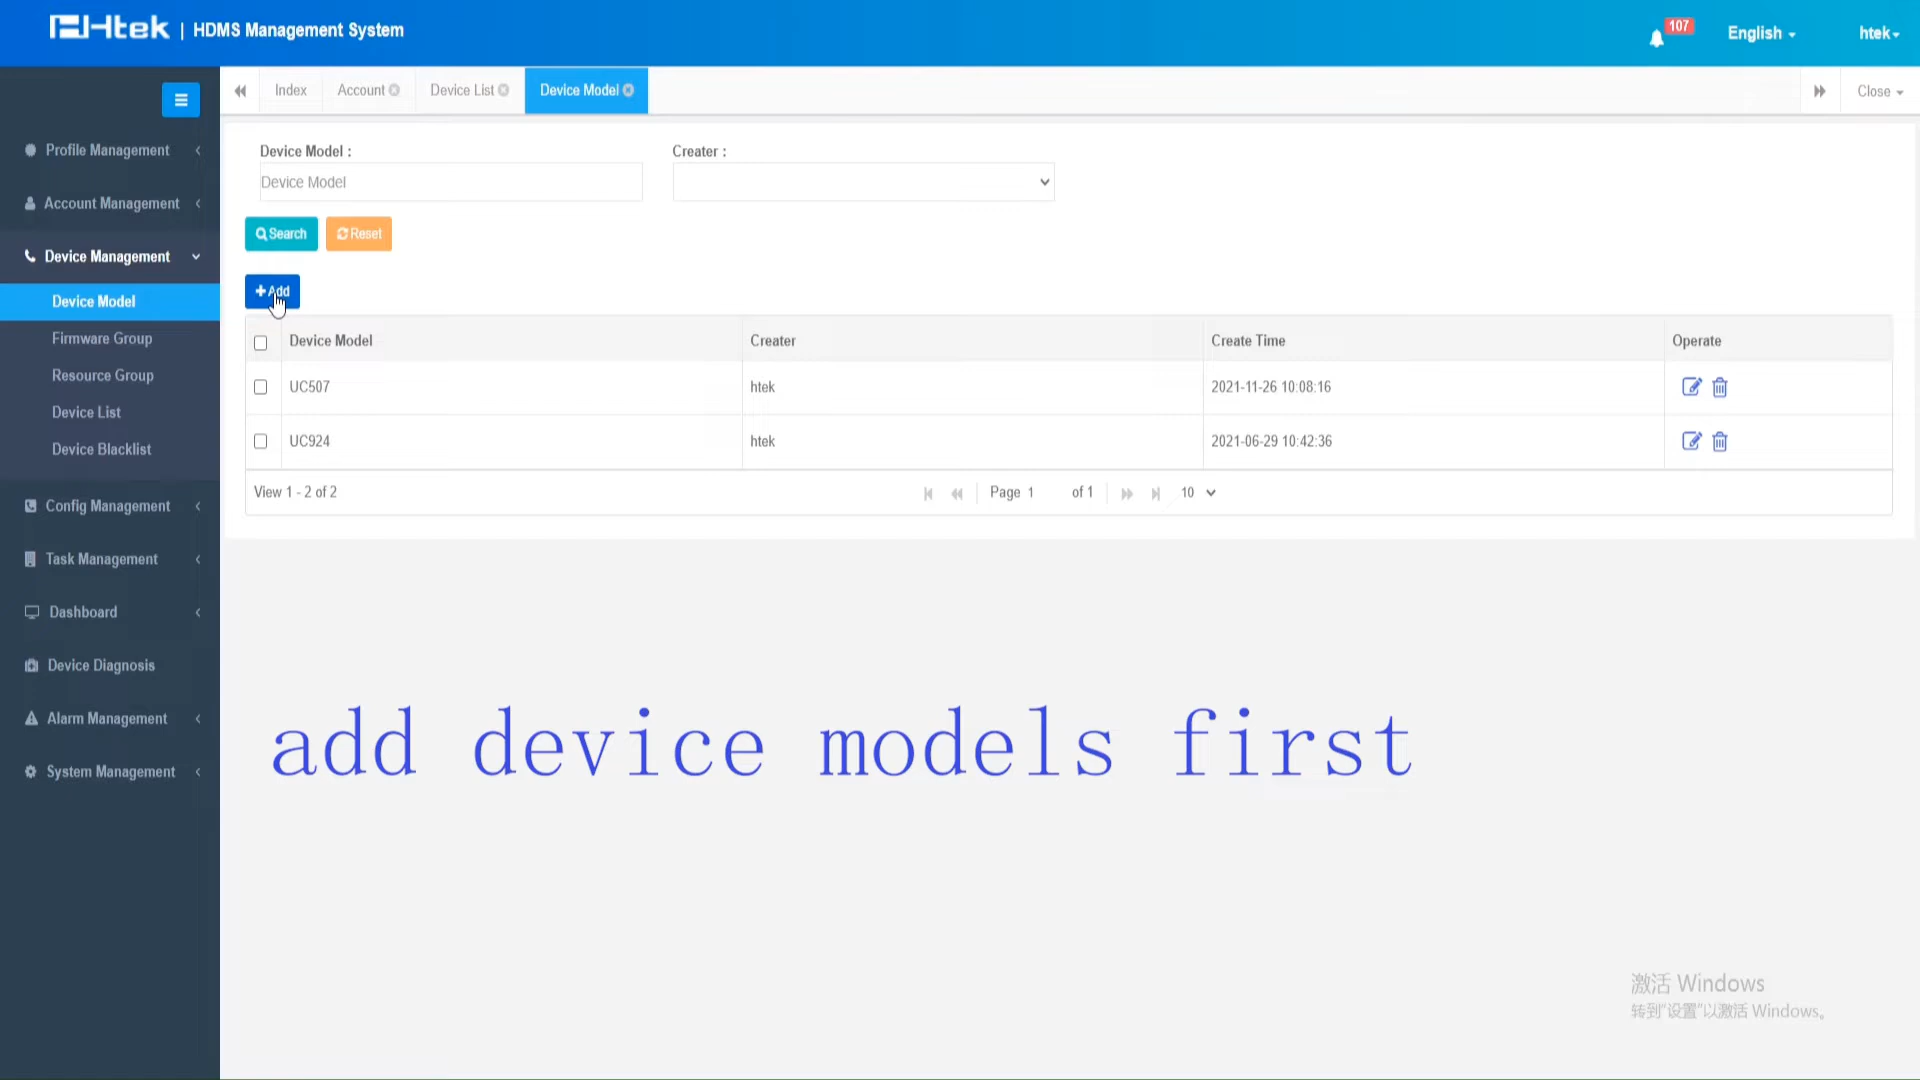 Htek | HDMS Management System
107
English
htek
Index
Account
Device List
Device Model
Close
Profile Management
Account Management
Device Management
Device Model
Firmware Group
Resource Group
Device List
Device Blacklist
Config Management
Task Management
Dashboard
Device Diagnosis
Alarm Management
System Management
Device Model :
Creater :
Device Model
Search
Reset
+Add
Device Model Creater Create Time Operate
UC507 htek 2021-11-26 10:08:16
UC924 htek 2021-06-29 10:42:36
View 1 - 2 of 2 Page 1 of 1 10
add device models first
激活 Windows
转到“设置”以激活 Windows。